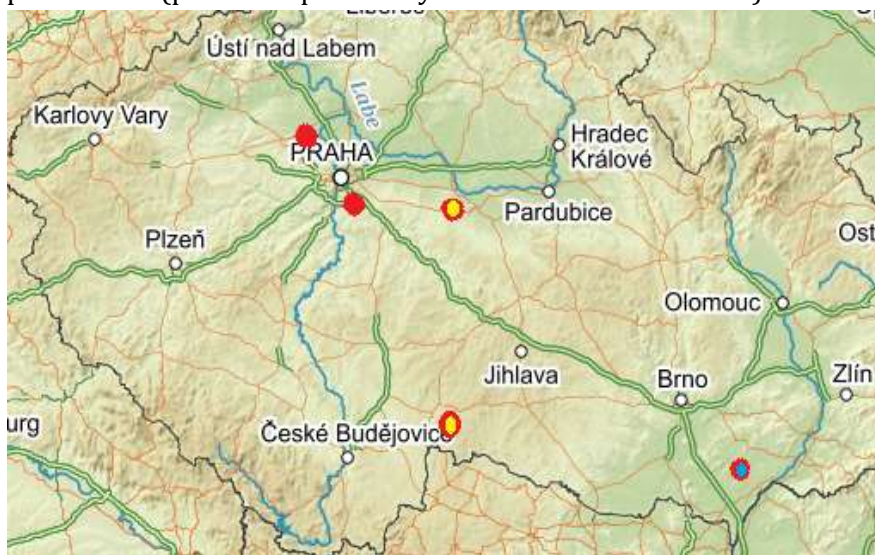 Ústí nad Labem
Labe
Karlovy Vary
PRAHA
Hradec
Králové
Pardubice
Plzeň
Ost
Olomouc
Jihlava
Brno
Zlín
urg
České Budějovice